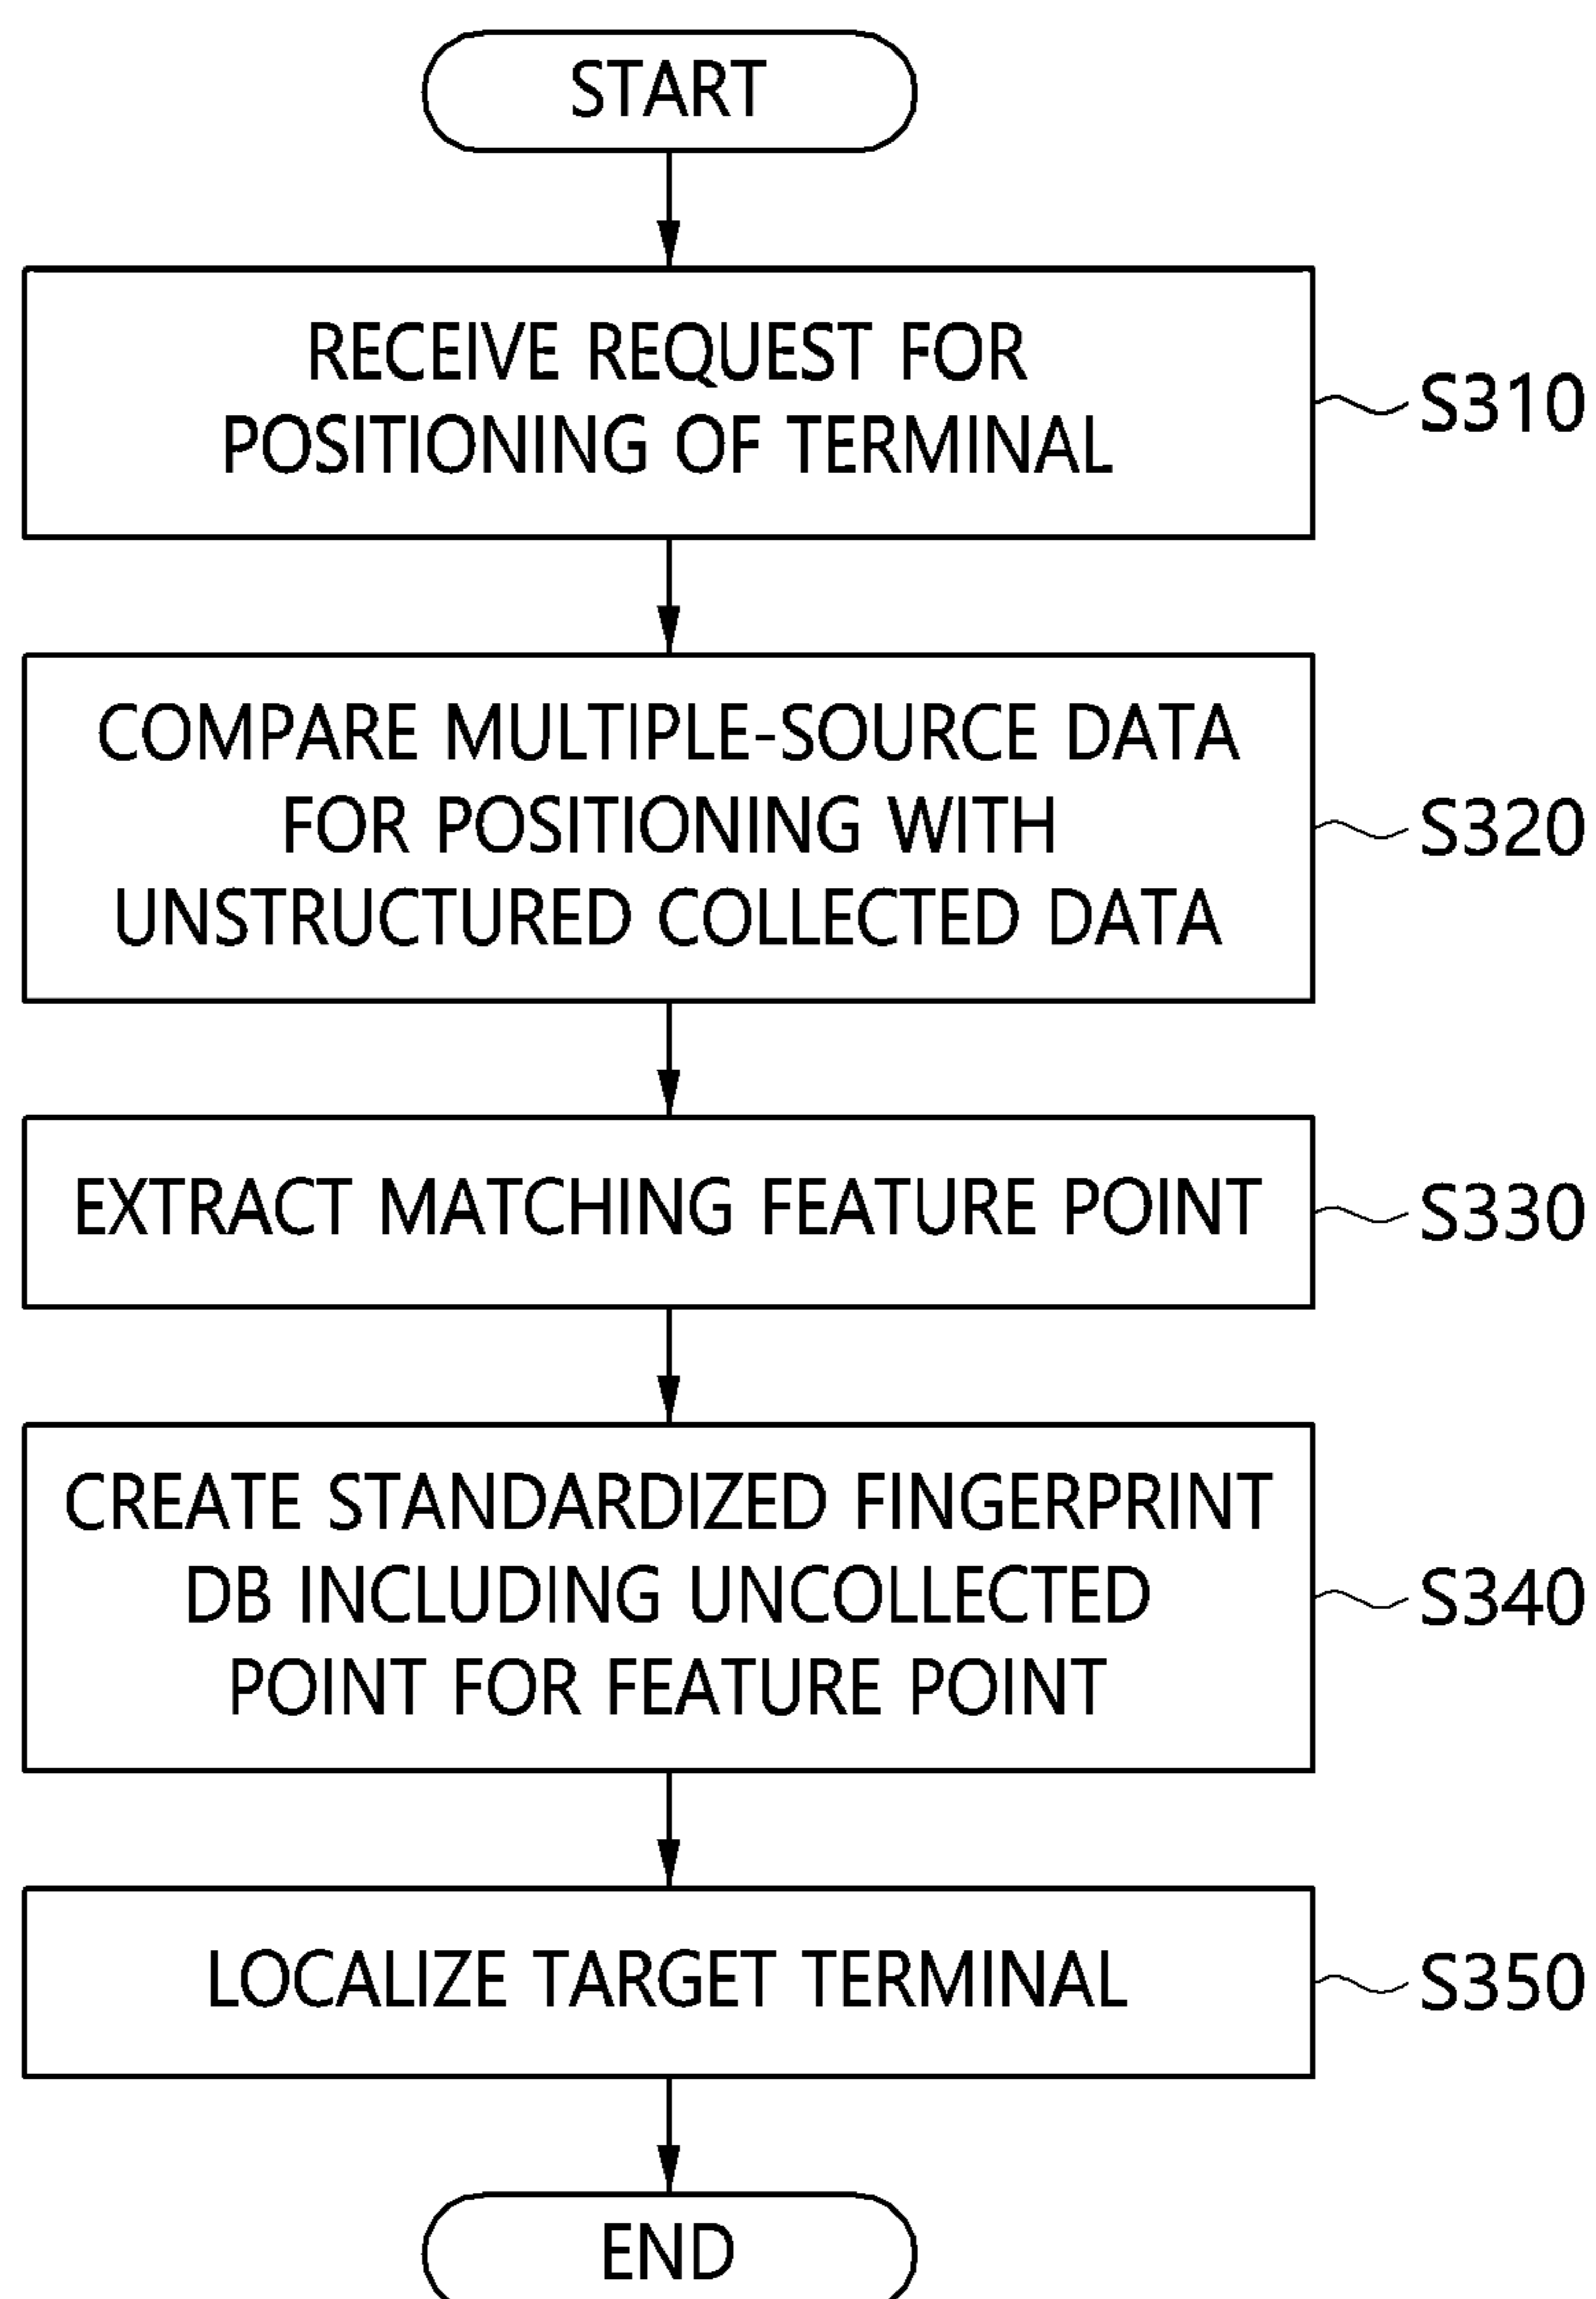 START
RECEIVE REQUEST FOR
POSITIONING OF TERMINAL
S310
COMPARE MULTIPLE-SOURCE DATA
FOR POSITIONING WITH
UNSTRUCTURED COLLECTED DATA
S320
EXTRACT MATCHING FEATURE POINT
S330
CREATE STANDARDIZED FINGERPRINT
DB INCLUDING UNCOLLECTED
POINT FOR FEATURE POINT
S340
LOCALIZE TARGET TERMINAL
S350
END